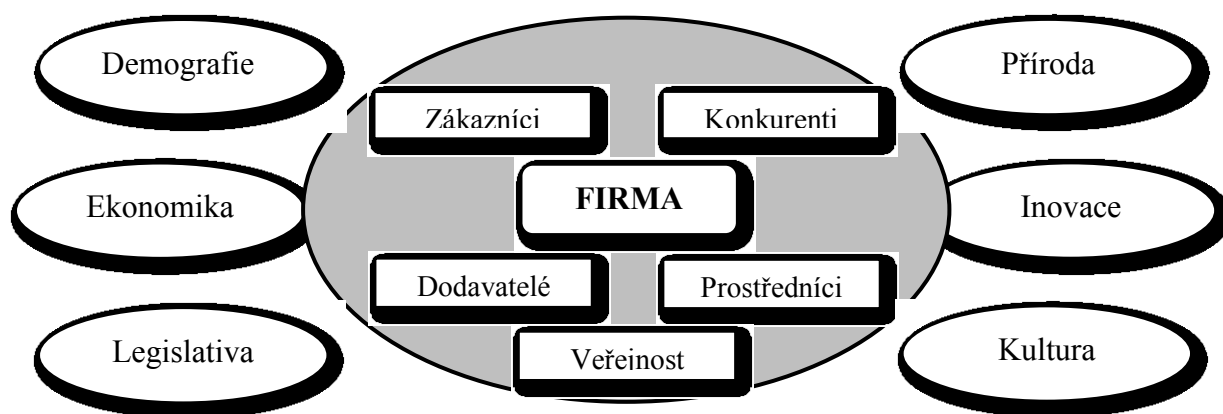 Demografie
Příroda
Zákazníci
Konkurenti
Ekonomika
FIRMA
Inovace
Dodavatelé
Prostředníci
Legislativa
Veřejnost
Kultura